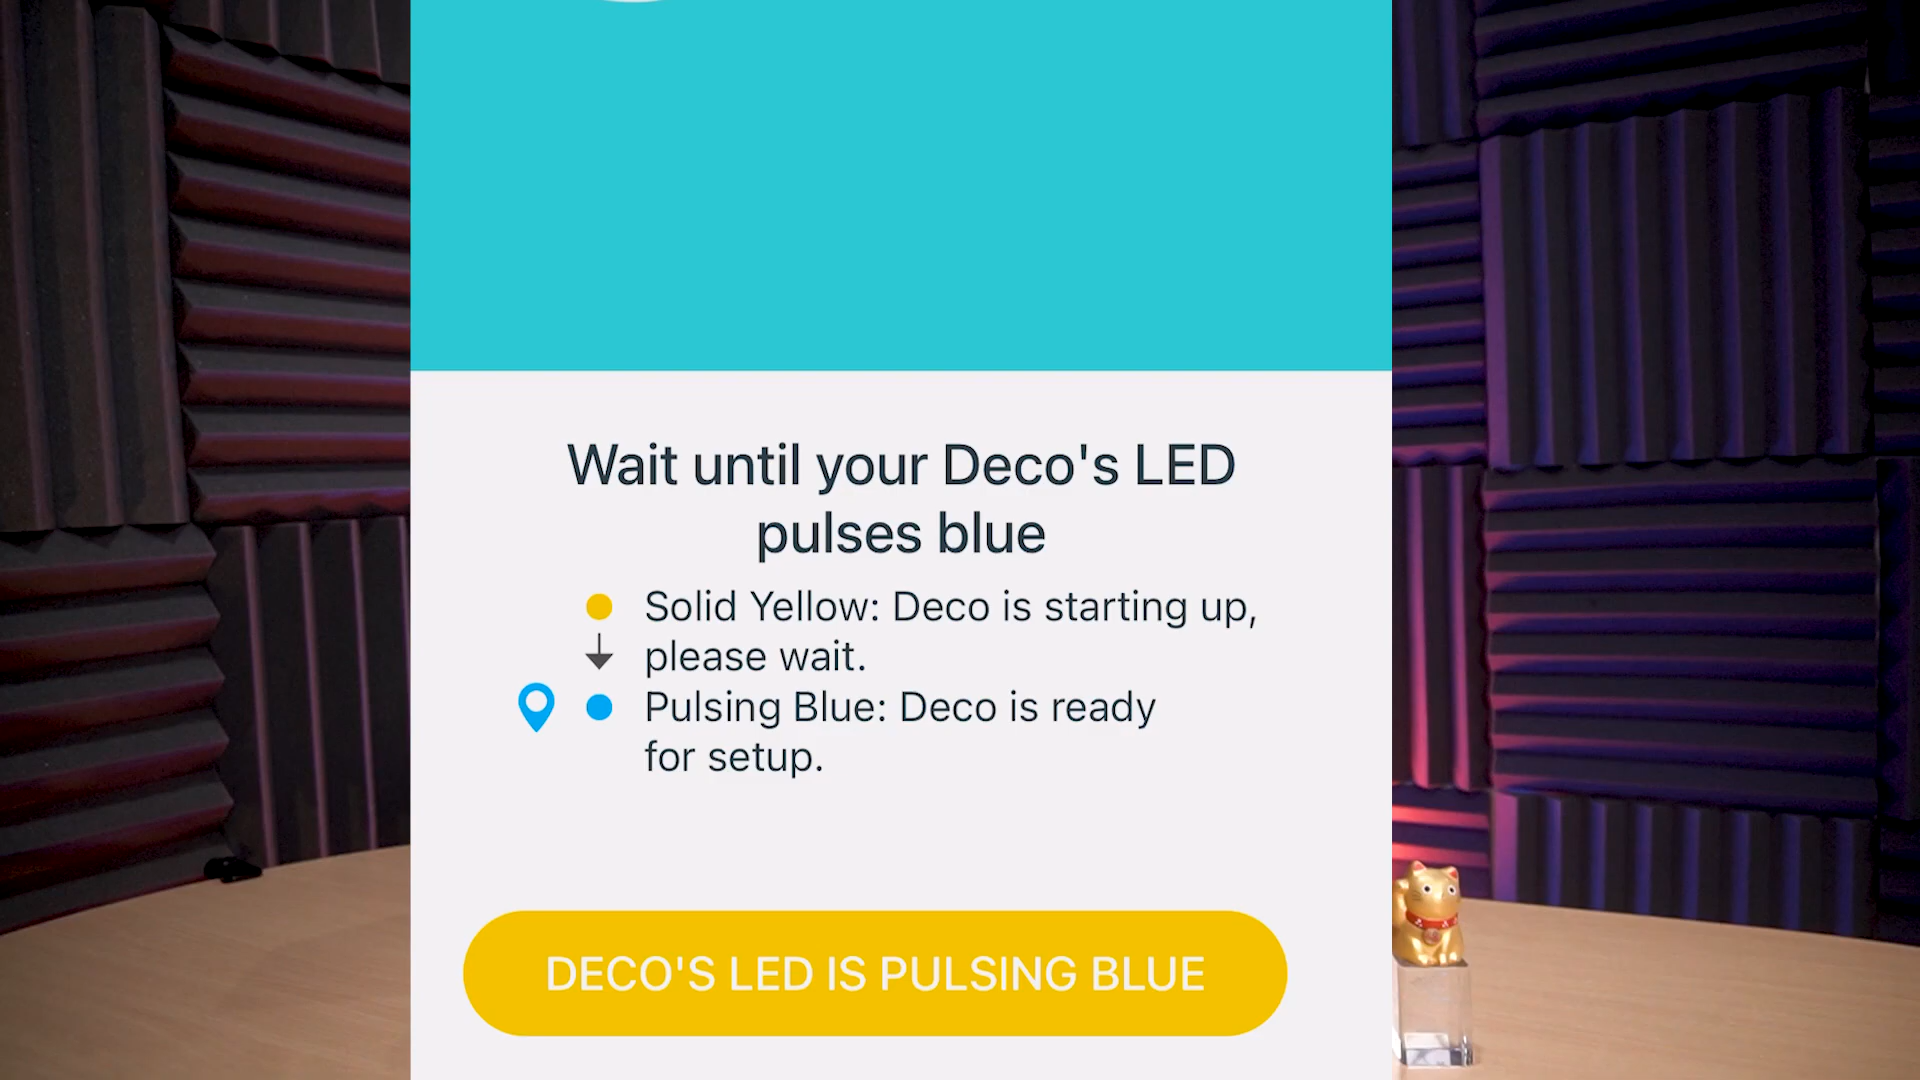 Wait until your Deco's LED
pulses blue
Solid Yellow: Deco is starting up,
please wait.
Pulsing Blue: Deco is ready
for setup.
DECO'S LED IS PULSING BLUE